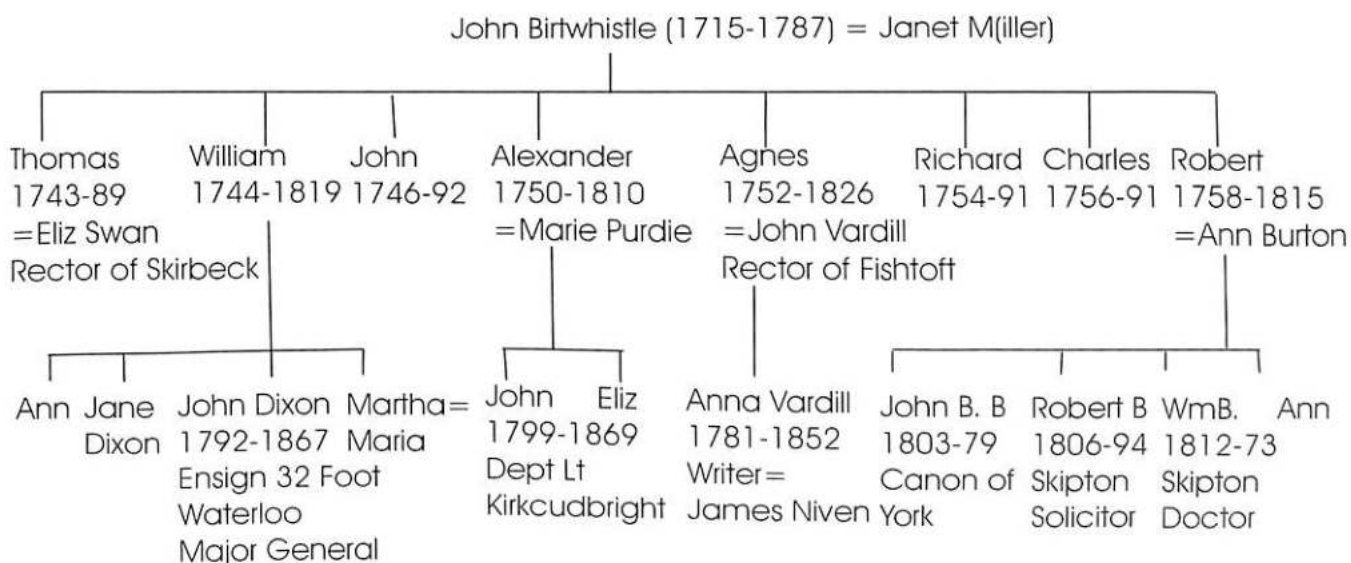 John Birtwhistle (1715-1787) = Janet M(iller)
Thomas
1743-89
=Eliz Swan
Rector of Skirbeck
William
1744-1819
John
1746-92
Alexander
1750-1810
=Marie Purdie
Agnes
1752-1826
=John Vardill
Rector of Fishtoft
Richard
1754-91
Charles
1756-91
Robert
1758-1815
=Ann Burton
Ann
Jane
Dixon
John Dixon
1792-1867
Ensign 32 Foot
Waterloo
Major General
Martha=
Maria
John
1799-1869
Dept Lt
Kirkcudbright
Eliz
Anna Vardill
1781-1852
Writer=
James Niven
John B. B
1803-79
Canon of
York
Robert B
1806-94
Skipton
Solicitor
WmB.
1812-73
Skipton
Doctor
Ann